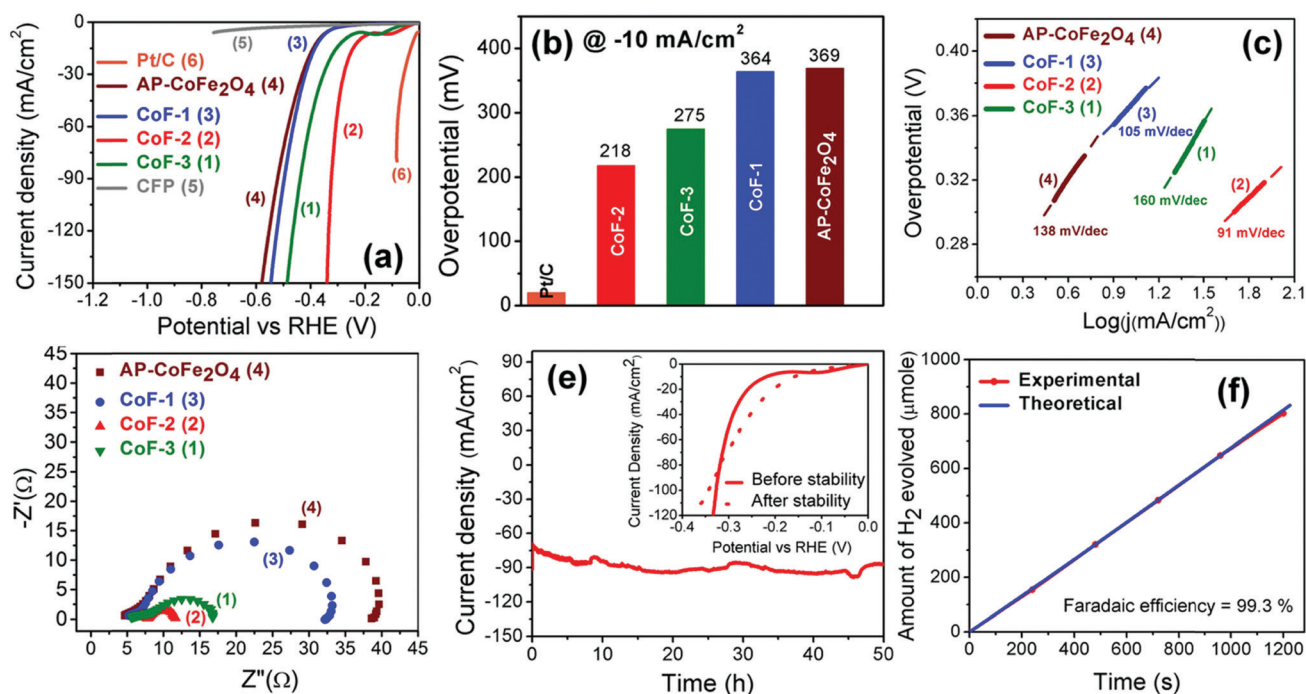 (a)
(5)
(3)
Pt/C (6)
AP-CoFe₂O₄ (4)
CoF-1 (3)
CoF-2 (2)
CoF-3 (1)
CFP (5)
(2)
(6)
(4)
(1)
(a)
0
-30
-60
-90
-120
-150
-1.2
-1.0
-0.8
-0.6
-0.4
-0.2
0.0
Current density (mA/cm²)
Potential vs RHE (V)
(b) @ -10 mA/cm²
400
300
200
100
0
Overpotential (mV)
218
275
364
369
Pt/C
CoF-2
CoF-3
CoF-1
AP-CoFe₂O₄
(c)
AP-CoFe₂O₄ (4)
CoF-1 (3)
CoF-2 (2)
CoF-3 (1)
(3)
105 mV/dec
(4)
138 mV/dec
(1)
160 mV/dec
(2)
91 mV/dec
0.40
0.36
0.32
0.28
Overpotential (V)
0.0
0.3
0.6
0.9
1.2
1.5
1.8
2.1
Log(j(mA/cm²))
AP-CoFe₂O₄ (4)
CoF-1 (3)
CoF-2 (2)
CoF-3 (1)
(4)
(3)
(1)
(2)
45
40
35
30
25
20
15
10
5
0
-Z'(Ω)
0
5
10
15
20
25
30
35
40
45
Z"(Ω)
(e)
90
60
30
0
-30
-60
-90
-120
-150
Current density (mA/cm²)
0
10
20
30
40
50
Time (h)
0
-20
-40
-60
-80
-100
-120
Current Density (mA/cm²)
Before stability
After stability
-0.4
-0.3
-0.2
-0.1
0.0
Potential vs RHE (V)
(f)
Experimental
Theoretical
Faradaic efficiency = 99.3 %
1000
800
600
400
200
0
Amount of H₂ evolved (μmole)
0
200
400
600
800
1000
1200
Time (s)